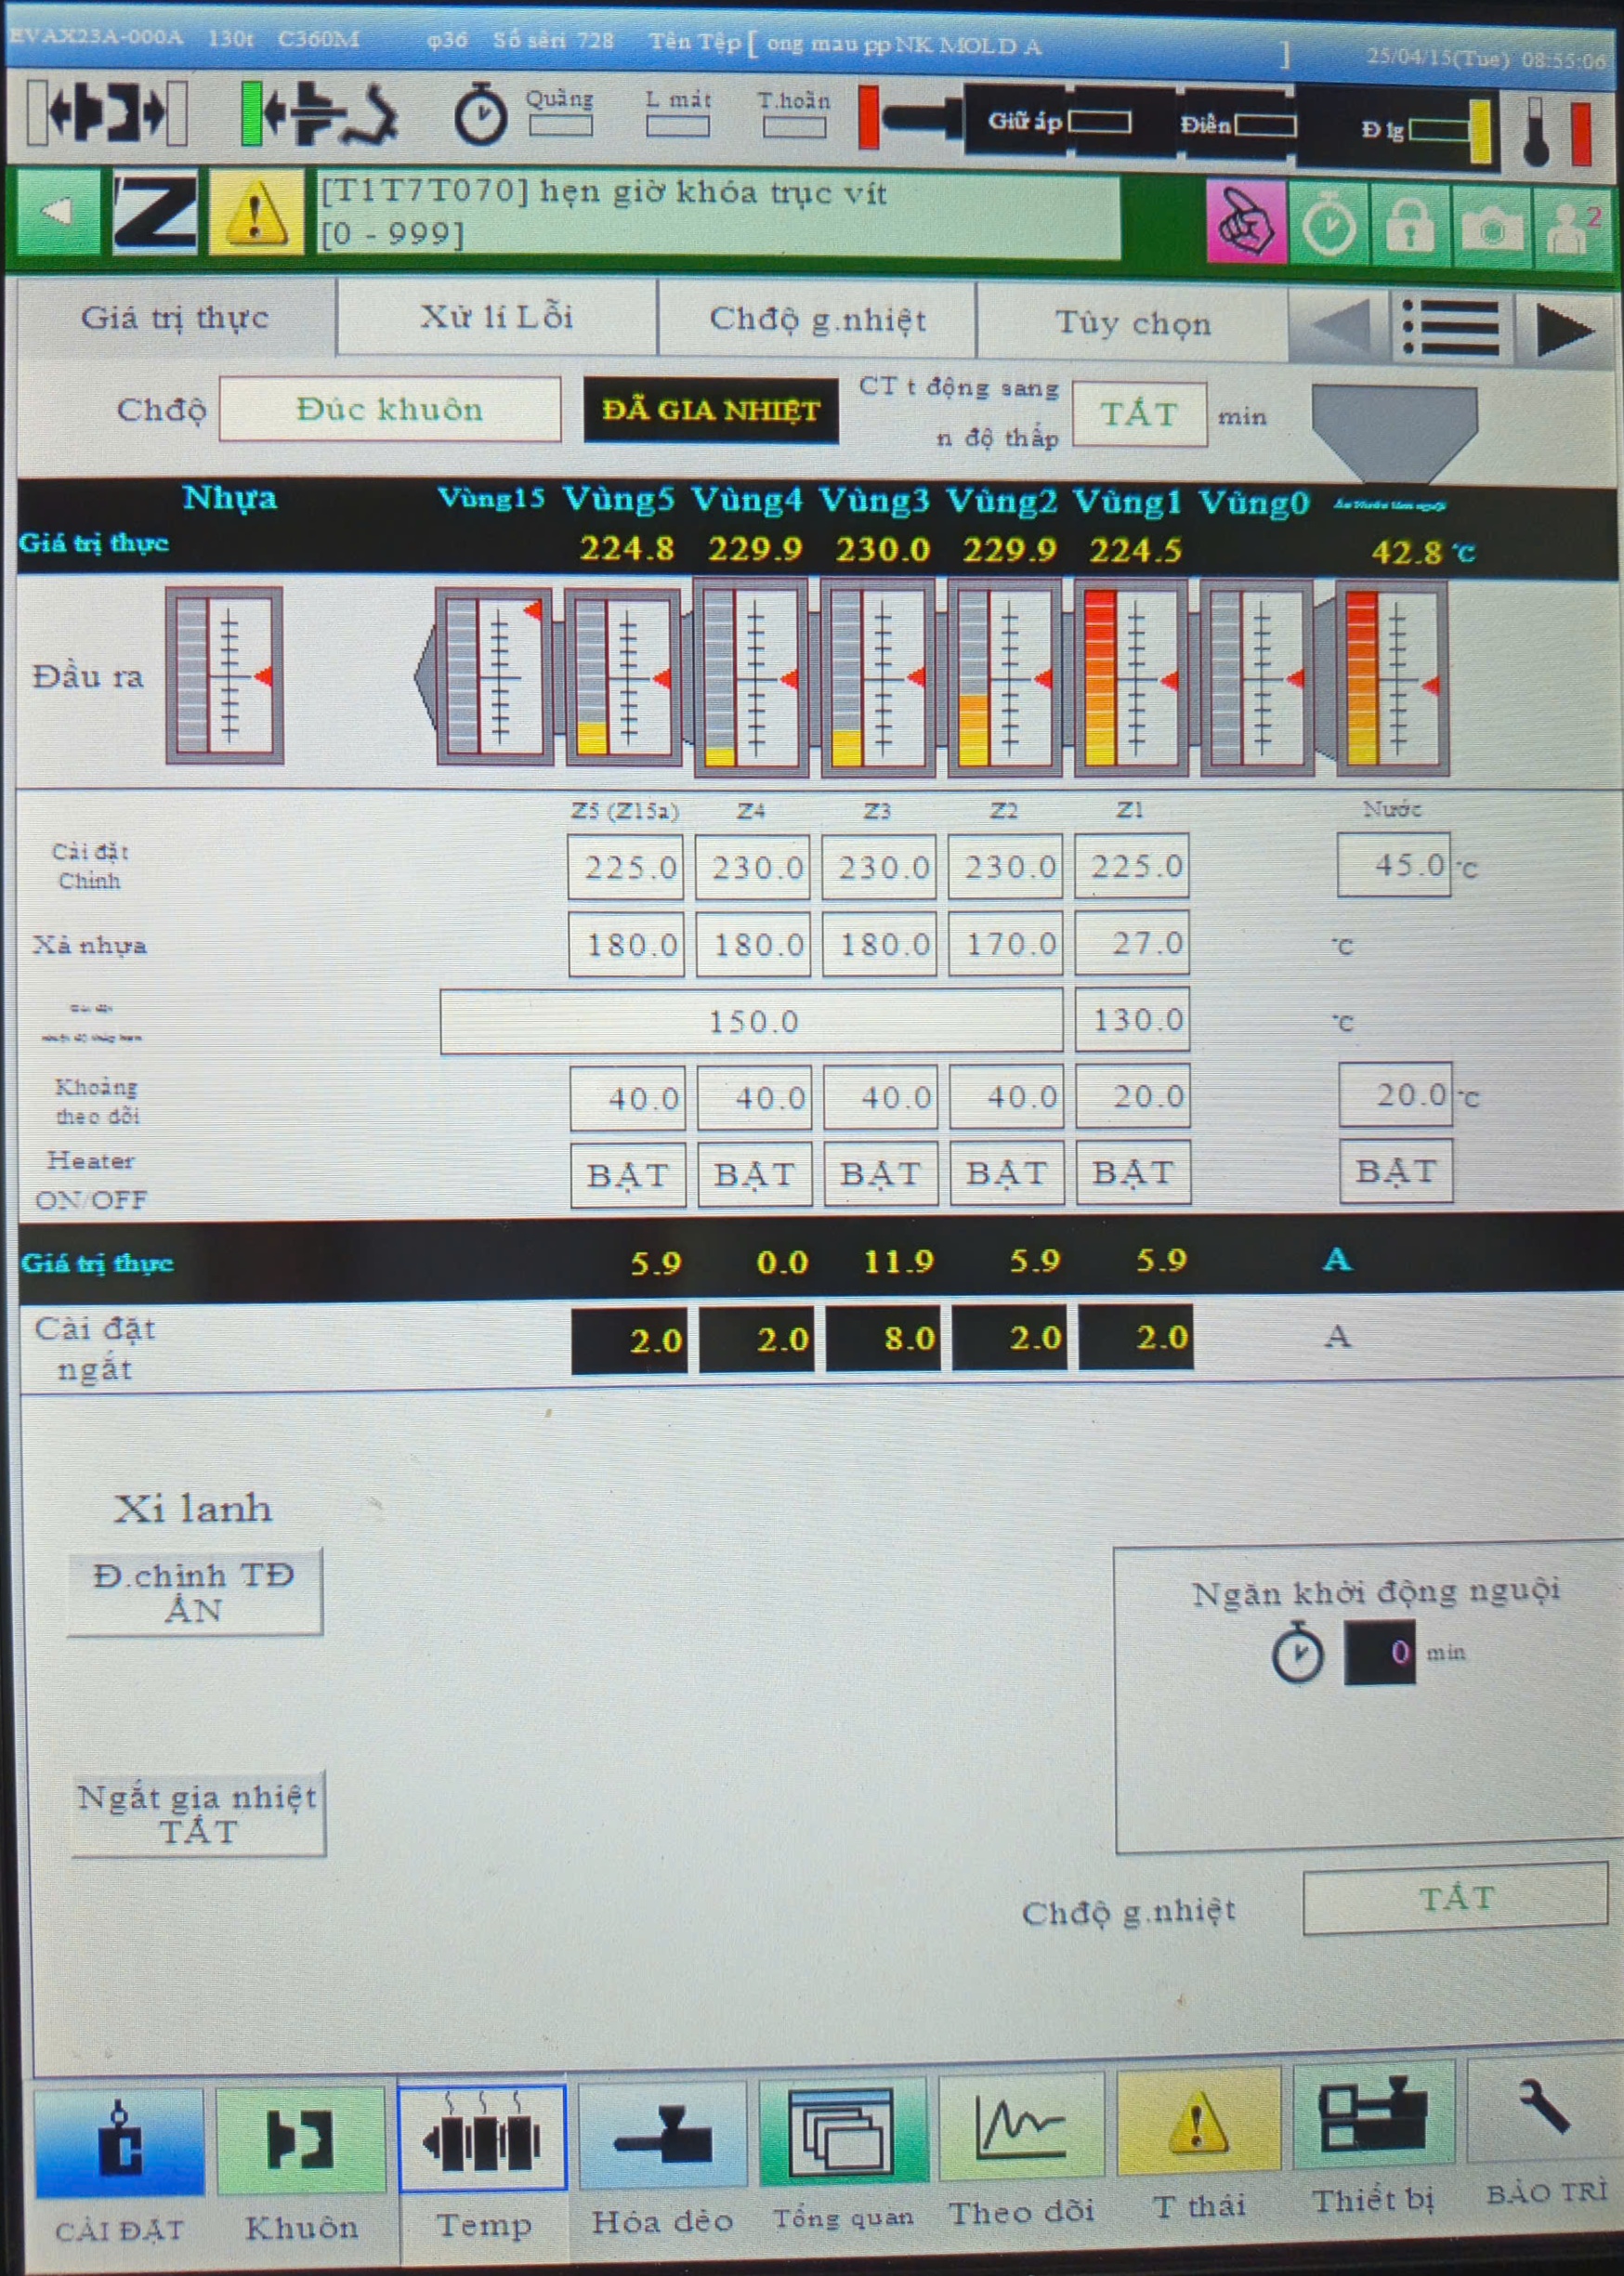 EVAX23A-000A 130t C360M φ36 Số sêri 728 Tên Tệp [ ong mau pp NK MOLD A ] 25/04/15(Tue) 08:55:06
Quãng L mát T.hoãn Giữ áp Điền Đ lg
[T1T7T070] hẹn giờ khóa trục vít
[0 - 999]
2
Giá trị thực Xử lí Lỗi Chđộ g.nhiệt Tùy chọn
Chđộ Đúc khuôn ĐÃ GIA NHIỆT CT t động sang n độ thấp TẮT min
Nhựa Vùng15 Vùng5 Vùng4 Vùng3 Vùng2 Vùng1 Vùng0
Giá trị thực 224.8 229.9 230.0 229.9 224.5 42.8 °C
Đầu ra
Z5 (Z15a) Z4 Z3 Z2 Z1 Nước
Cài đặt Chính 225.0 230.0 230.0 230.0 225.0 45.0 °C
Xả nhựa 180.0 180.0 180.0 170.0 27.0 °C
150.0 130.0 °C
Khoảng theo dõi 40.0 40.0 40.0 40.0 20.0 20.0 °C
Heater ON/OFF BẬT BẬT BẬT BẬT BẬT BẬT
Giá trị thực 5.9 0.0 11.9 5.9 5.9 A
Cài đặt ngắt 2.0 2.0 8.0 2.0 2.0 A
Xi lanh
Đ.chỉnh TĐ
ẤN
Ngăn khởi động nguội
0 min
Ngắt gia nhiệt
TẮT
Chđộ g.nhiệt TẮT
CÀI ĐẶT Khuôn Temp Hóa dẻo Tổng quan Theo dõi T thái Thiết bị BẢO TRÌ